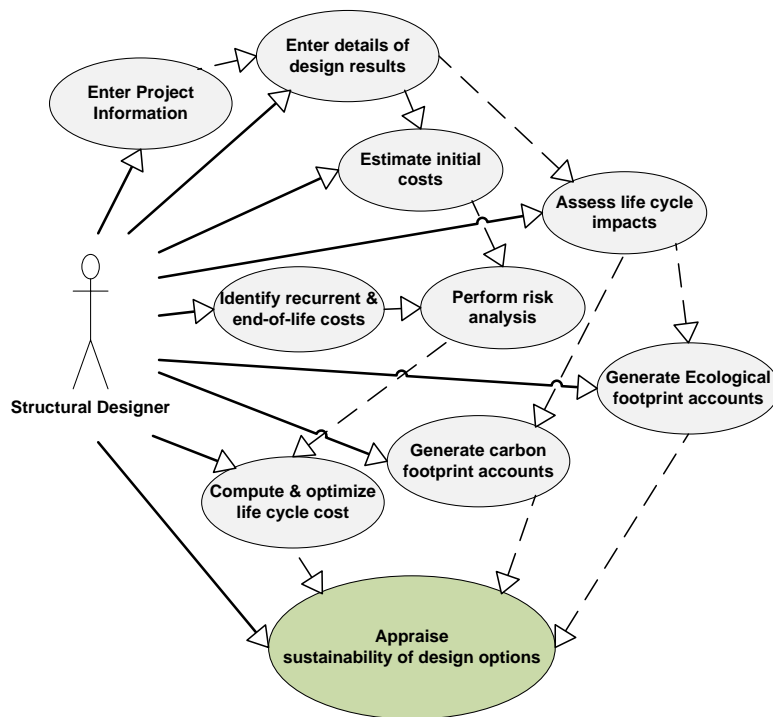 Enter details of
design results
Enter Project
Information
Estimate initial
costs
Assess life cycle
impacts
Identify recurrent &
end-of-life costs
Perform risk
analysis
Structural Designer
Generate Ecological
footprint accounts
Generate carbon
footprint accounts
Compute & optimize
life cycle cost
Appraise
sustainability of design options